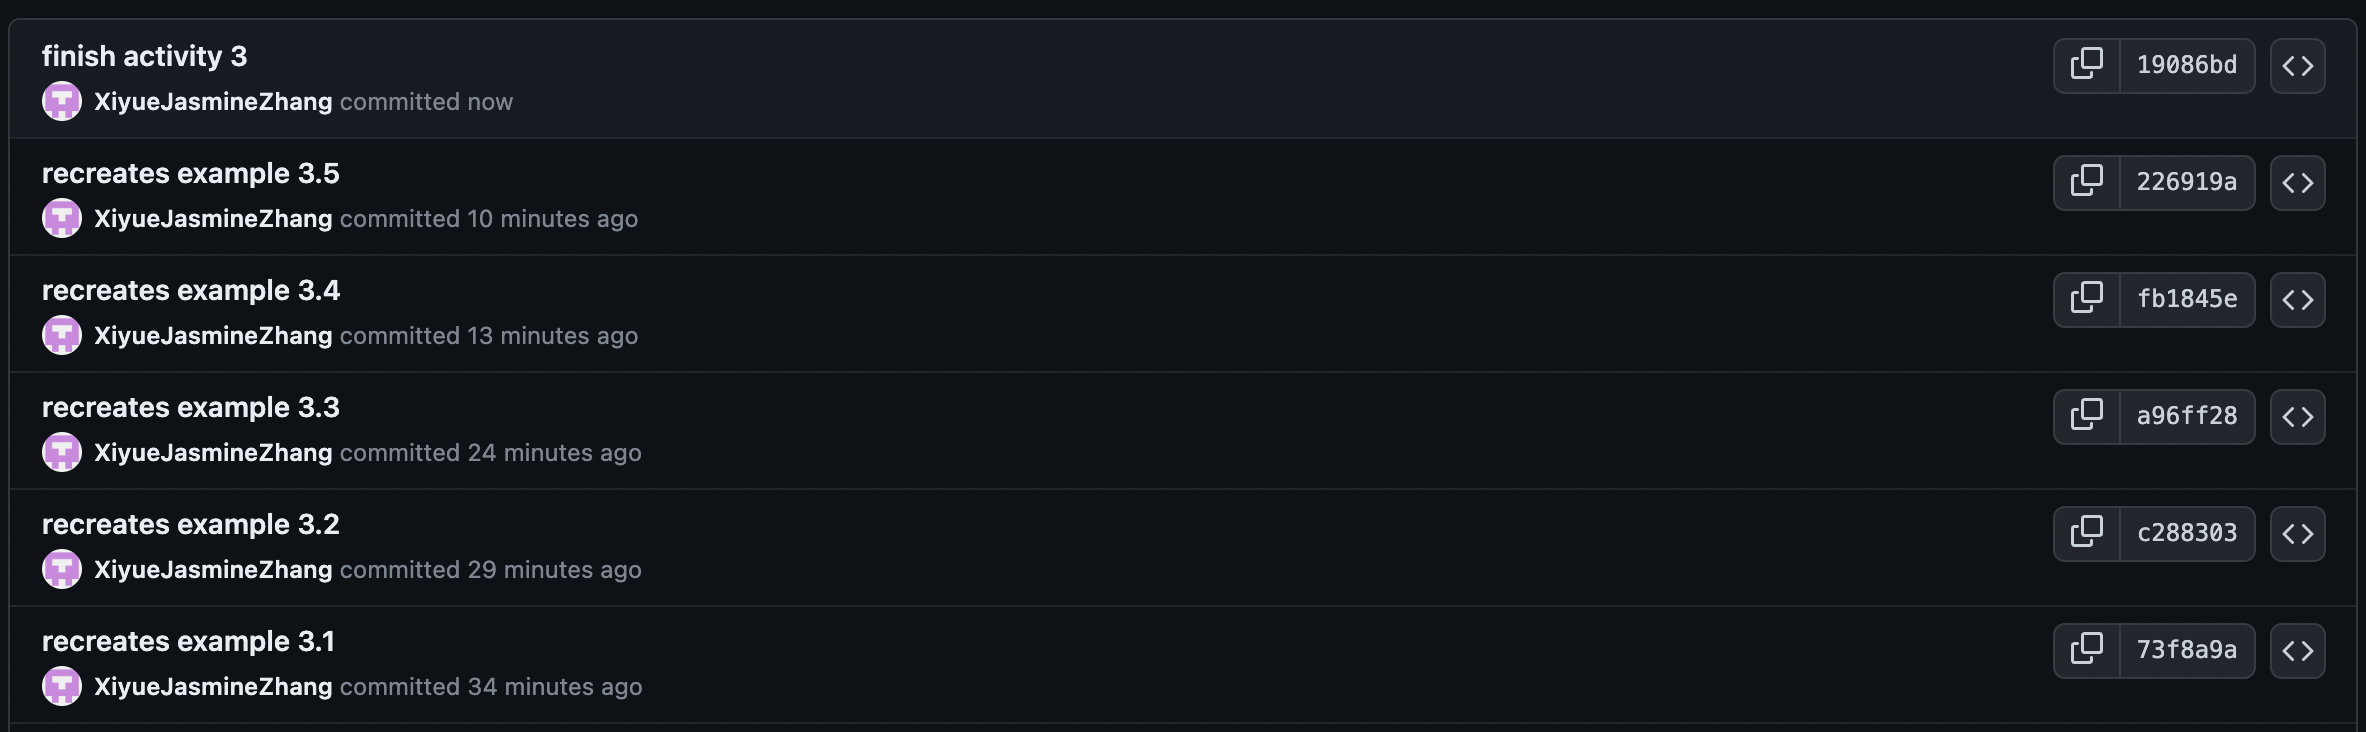 finish activity 3
XiyueJasmineZhang committed now
19086bd
recreates example 3.5
XiyueJasmineZhang committed 10 minutes ago
226919a
recreates example 3.4
XiyueJasmineZhang committed 13 minutes ago
fb1845e
recreates example 3.3
XiyueJasmineZhang committed 24 minutes ago
a96ff28
recreates example 3.2
XiyueJasmineZhang committed 29 minutes ago
c288303
recreates example 3.1
XiyueJasmineZhang committed 34 minutes ago
73f8a9a